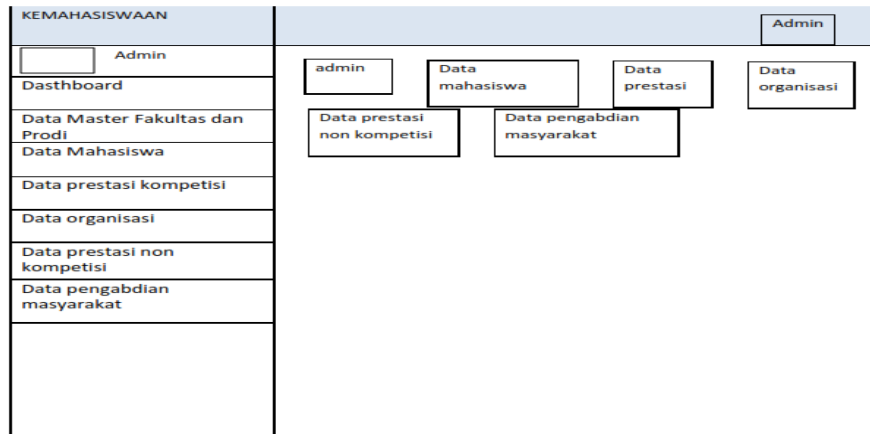 KEMAHASISWAAN
Admin
Admin
Dasthboard
Data Master Fakultas dan
Prodi
Data Mahasiswa
Data prestasi kompetisi
Data organisasi
Data prestasi non
kompetisi
Data pengabdian
masyarakat
admin
Data
mahasiswa
Data
prestasi
Data
organisasi
Data prestasi
non kompetisi
Data pengabdian
masyarakat